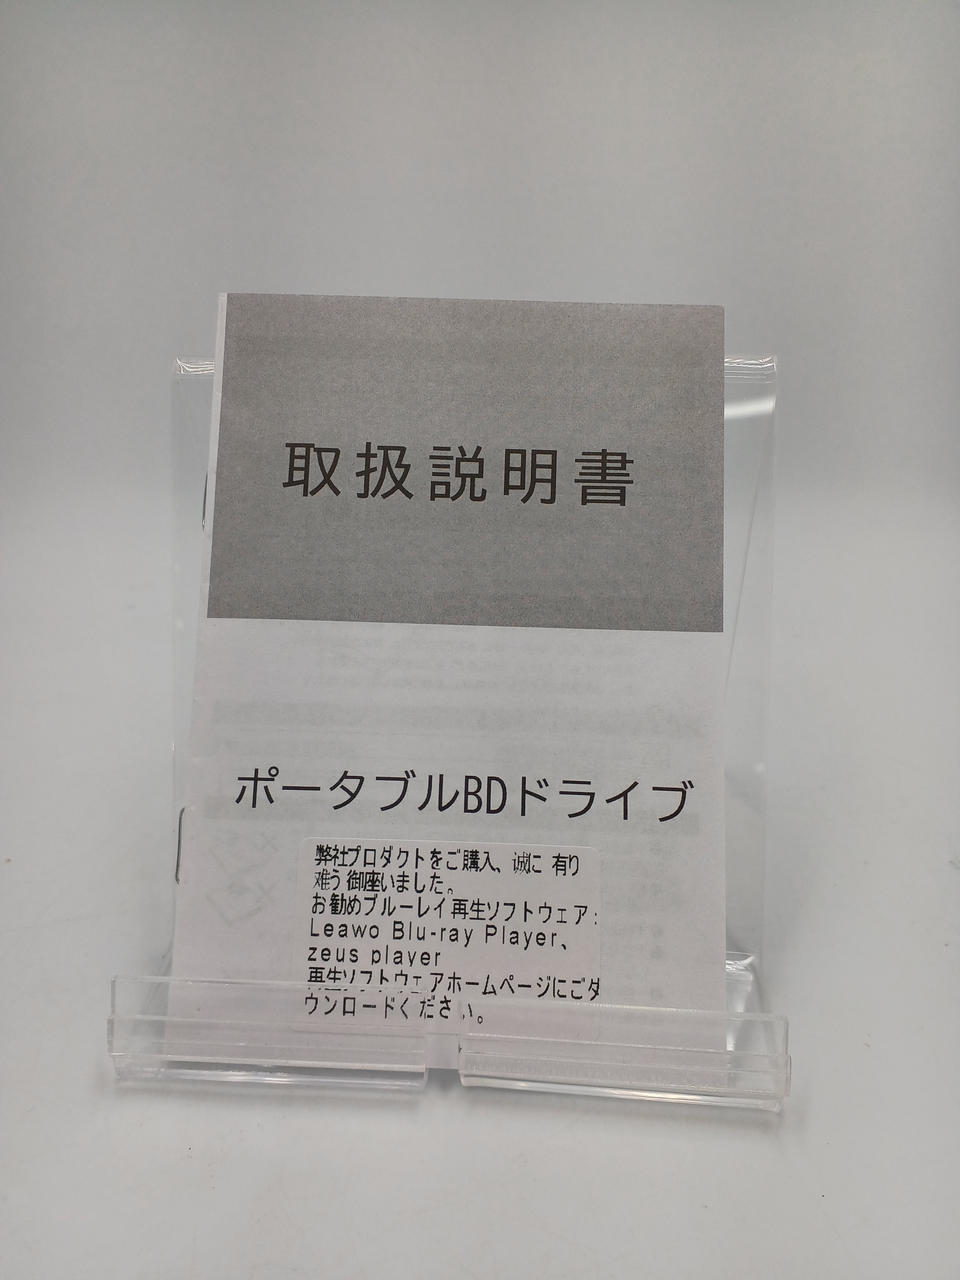 取扱説明書
ポータブルBDドライブ
弊社プロダクトをご購入、诚に 有り
难う 御座いました。
お勧めブルーレイ再生ソフトウェア:
Leawo Blu-ray Player、
zeus player
再生ソフトウェアホームページにごダ
ウンロードください。